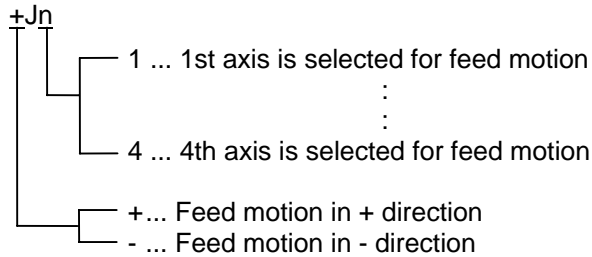 +Jn
1 ... 1st axis is selected for feed motion
:
:
4 ... 4th axis is selected for feed motion
+... Feed motion in + direction
- ... Feed motion in - direction